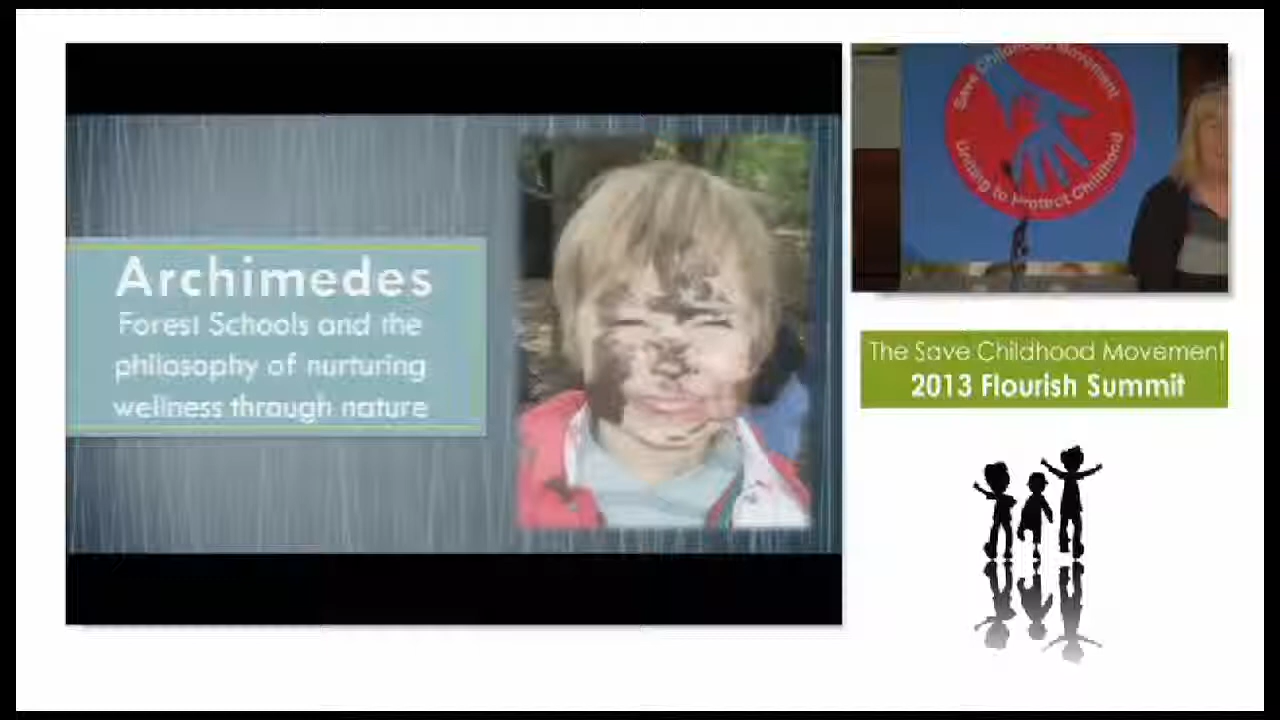 Archimedes
Forest Schools and the
philosophy of nurturing
wellness through nature
Save Childhood Movement
Uniting to Protect Childhood
The Save Childhood Movement
2013 Flourish Summit